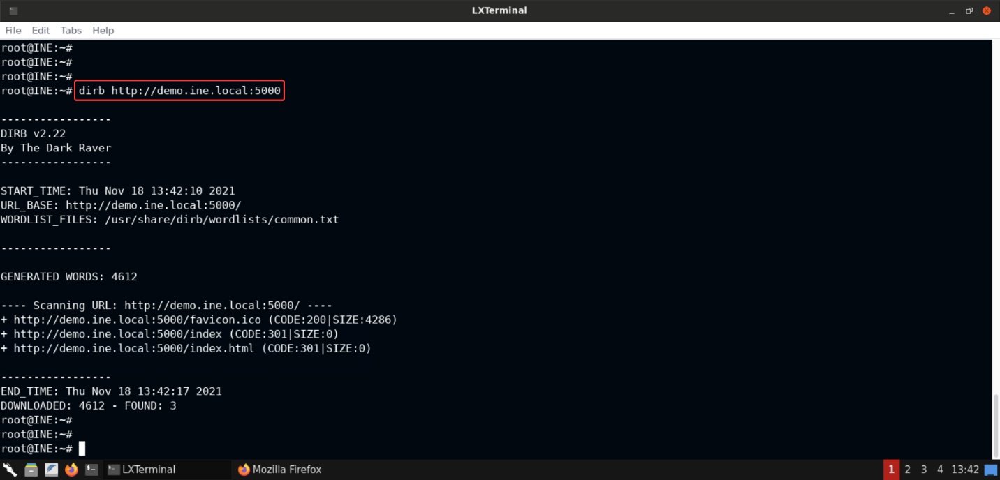 LXTerminal
File Edit Tabs Help
root@INE:~#
root@INE:~#
root@INE:~#
root@INE:~# dirb http://demo.ine.local:5000
-----------------
DIRB v2.22
By The Dark Raver
-----------------
START_TIME: Thu Nov 18 13:42:10 2021
URL_BASE: http://demo.ine.local:5000/
WORDLIST_FILES: /usr/share/dirb/wordlists/common.txt
-----------------
GENERATED WORDS: 4612
---- Scanning URL: http://demo.ine.local:5000/ ----
+ http://demo.ine.local:5000/favicon.ico (CODE:200|SIZE:4286)
+ http://demo.ine.local:5000/index (CODE:301|SIZE:0)
+ http://demo.ine.local:5000/index.html (CODE:301|SIZE:0)
-----------------
END_TIME: Thu Nov 18 13:42:17 2021
DOWNLOADED: 4612 - FOUND: 3
root@INE:~#
root@INE:~#
root@INE:~#
LXTerminal Mozilla Firefox 1 2 3 4 13:42